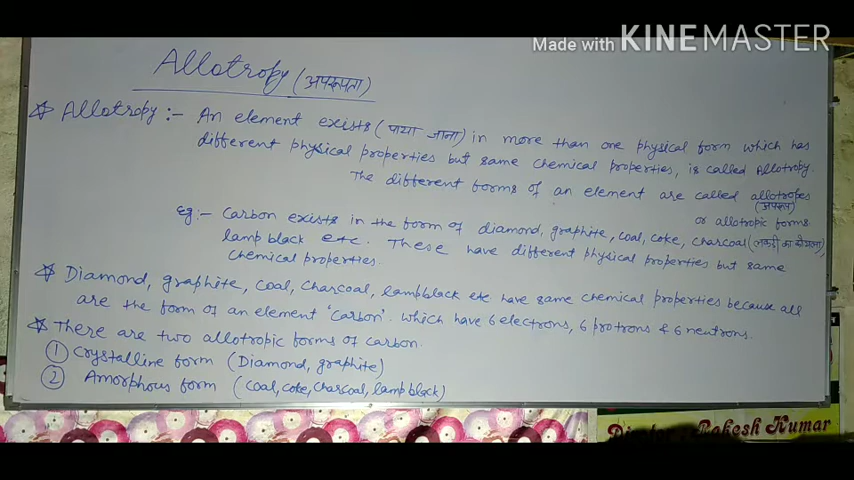 Made with KINEMASTER
Allotropy (अपरूपता)
Allotropy :- An element exists (पाया जाना) in more than one physical form which has
different physical properties but same chemical properties, is called Allotropy.
The different forms of an element are called allotropes
(अपरूप)
or allotropic forms
Eg:- Carbon exists in the form of diamond, graphite, coal, coke, charcoal (लकड़ी का कोयला),
lamp black etc. These have different physical properties but same
chemical properties.
Diamond, graphite, coal, charcoal, lampblack etc have same chemical properties because all
are the form of an element 'carbon'. which have 6 electrons, 6 protrons & 6 neutrons.
There are two allotropic forms of carbon.
① Crystalline form (Diamond, graphite)
② Amorphous form (coal, coke, charcoal, lamp black)
Rakesh Kumar